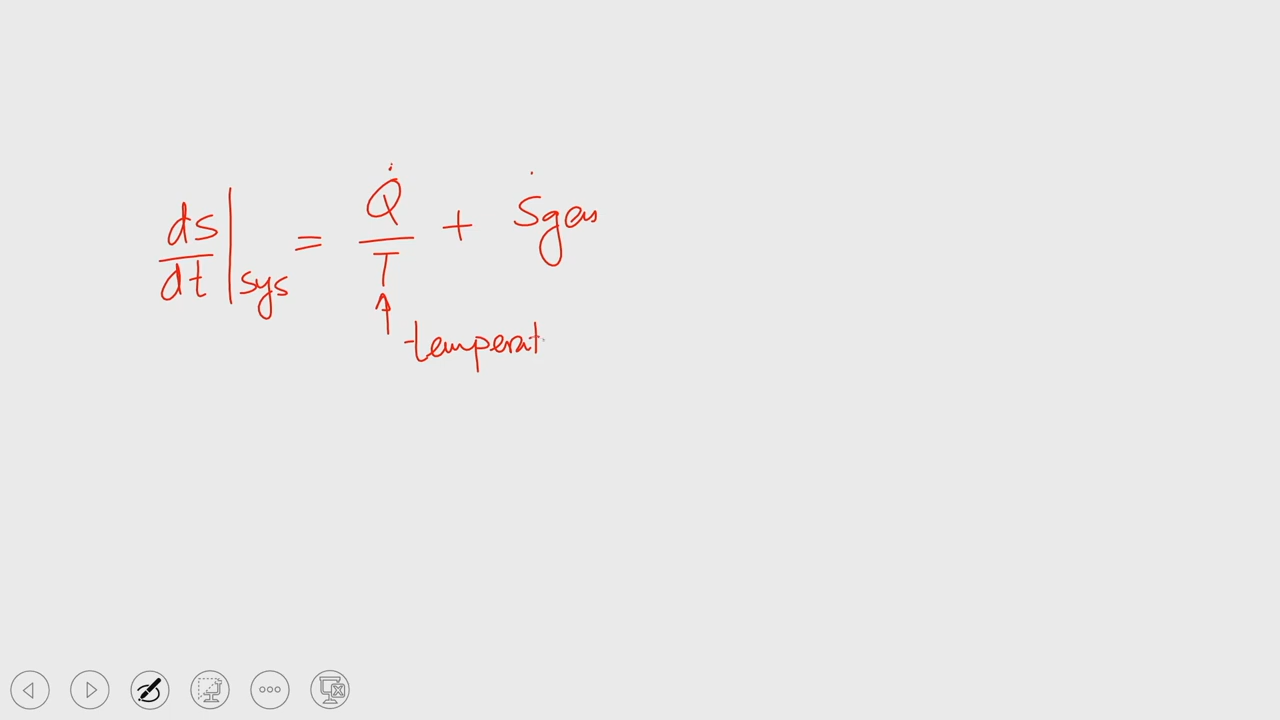 dS/dt|sys = Q̇/T + Ṡgen
temperat